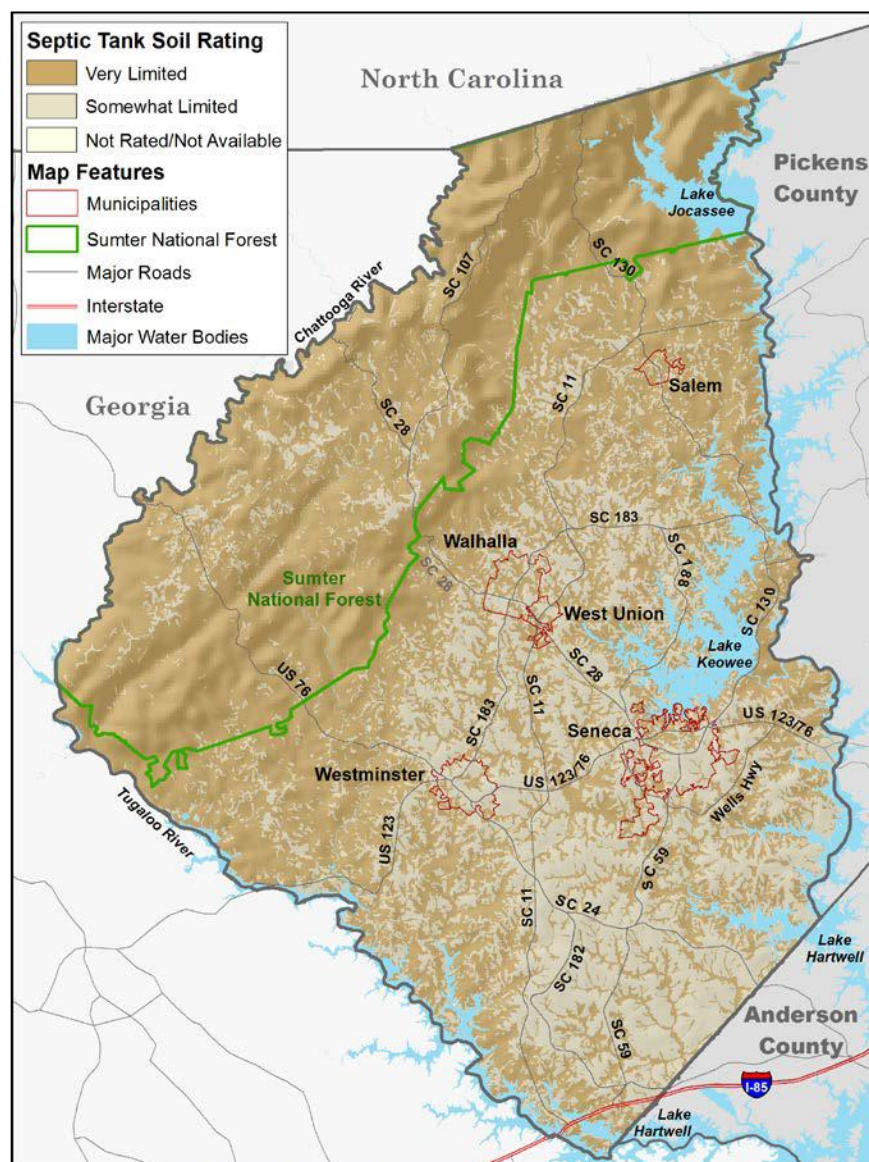 Septic Tank Soil Rating
Very Limited
Somewhat Limited
Not Rated/Not Available
Map Features
Municipalities
Sumter National Forest
Major Roads
Interstate
Major Water Bodies
North Carolina
Pickens
County
Lake
Jocassee
SC 130
SC 107
Chattooga River
Georgia
SC 28
SC 11
Salem
SC 183
Walhalla
SC 188
SC 28
Sumter
National Forest
West Union
SC 130
Lake
Keowee
SC 28
US 76
SC 183
SC 11
Seneca
US 123/76
Westminster
US 123/76
Wells Hwy
Tugaloo River
US 123
SC 59
SC 24
SC 11
SC 182
Lake
Hartwell
SC 59
Anderson
County
I-85
Lake
Hartwell